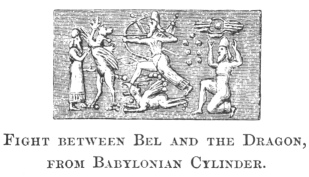 FIGHT BETWEEN BEL AND THE DRAGON,
FROM BABYLONIAN CYLINDER.